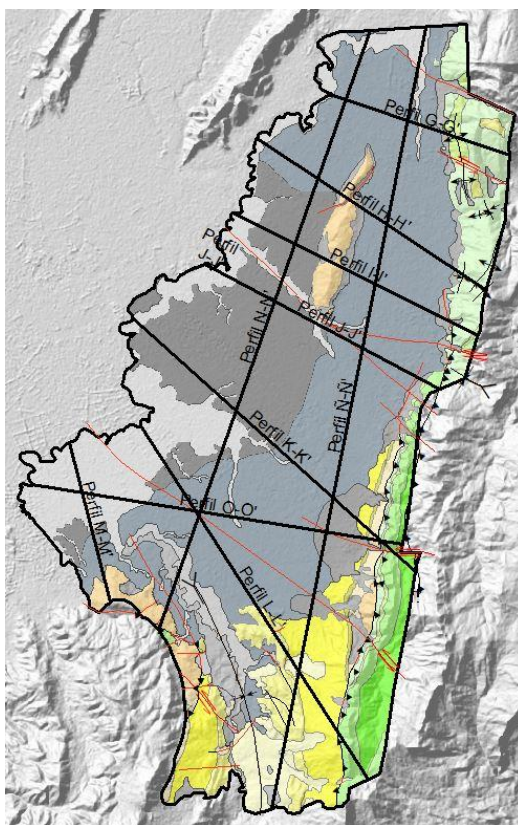 Perfil G-G'
Perfil H-H'
Perfil
J-J'
Perfil I-I'
Perfil J-J'
Perfil N-N'
Perfil Ñ-Ñ'
Perfil K-K'
Perfil O-O'
Perfil M-M'
Perfil L-L'